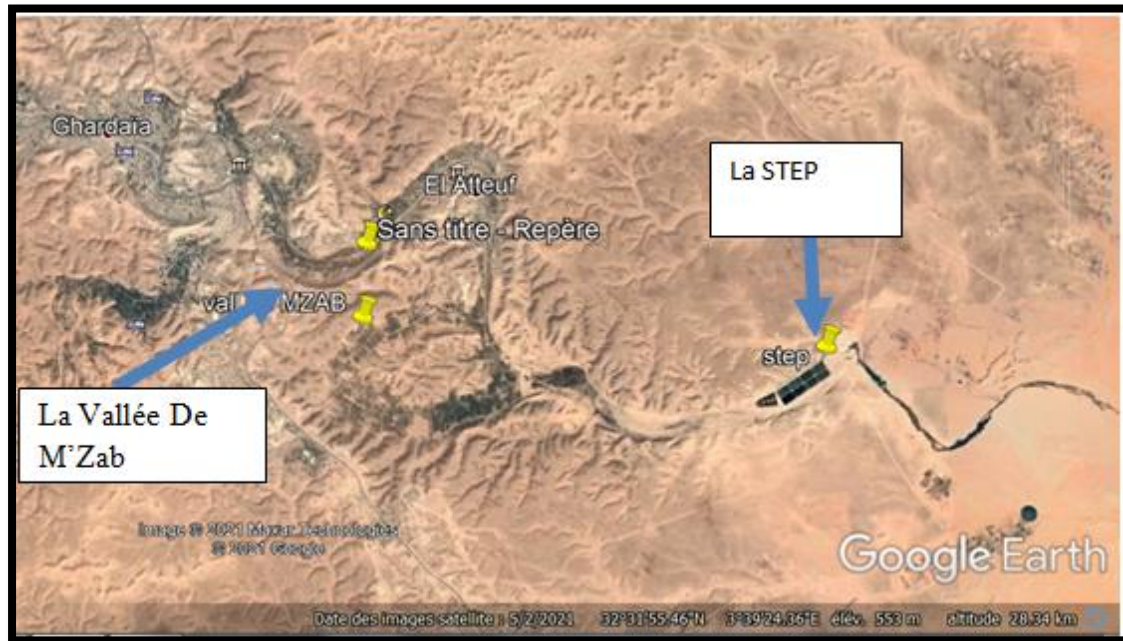 Ghardaïa
El Atteuf
Sans titre - Repère
val MZAB
La STEP
step
La Vallée De
M'Zab
Image © 2021 Maxar Technologies
© 2021 Google
Google Earth
Date des images satellite : 5/2/2021 32°31'55.46"N 3°39'24.36"E élév. 553 m altitude 28.34 km